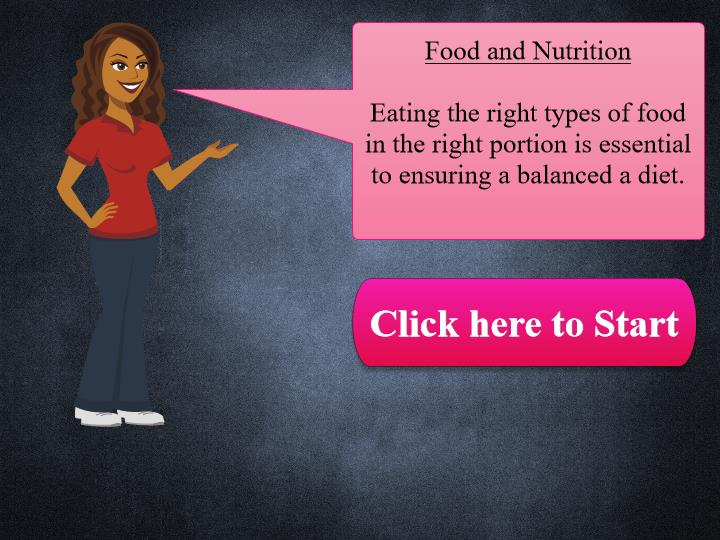 Food and Nutrition
Eating the right types of food
in the right portion is essential
to ensuring a balanced a diet.
Click here to Start